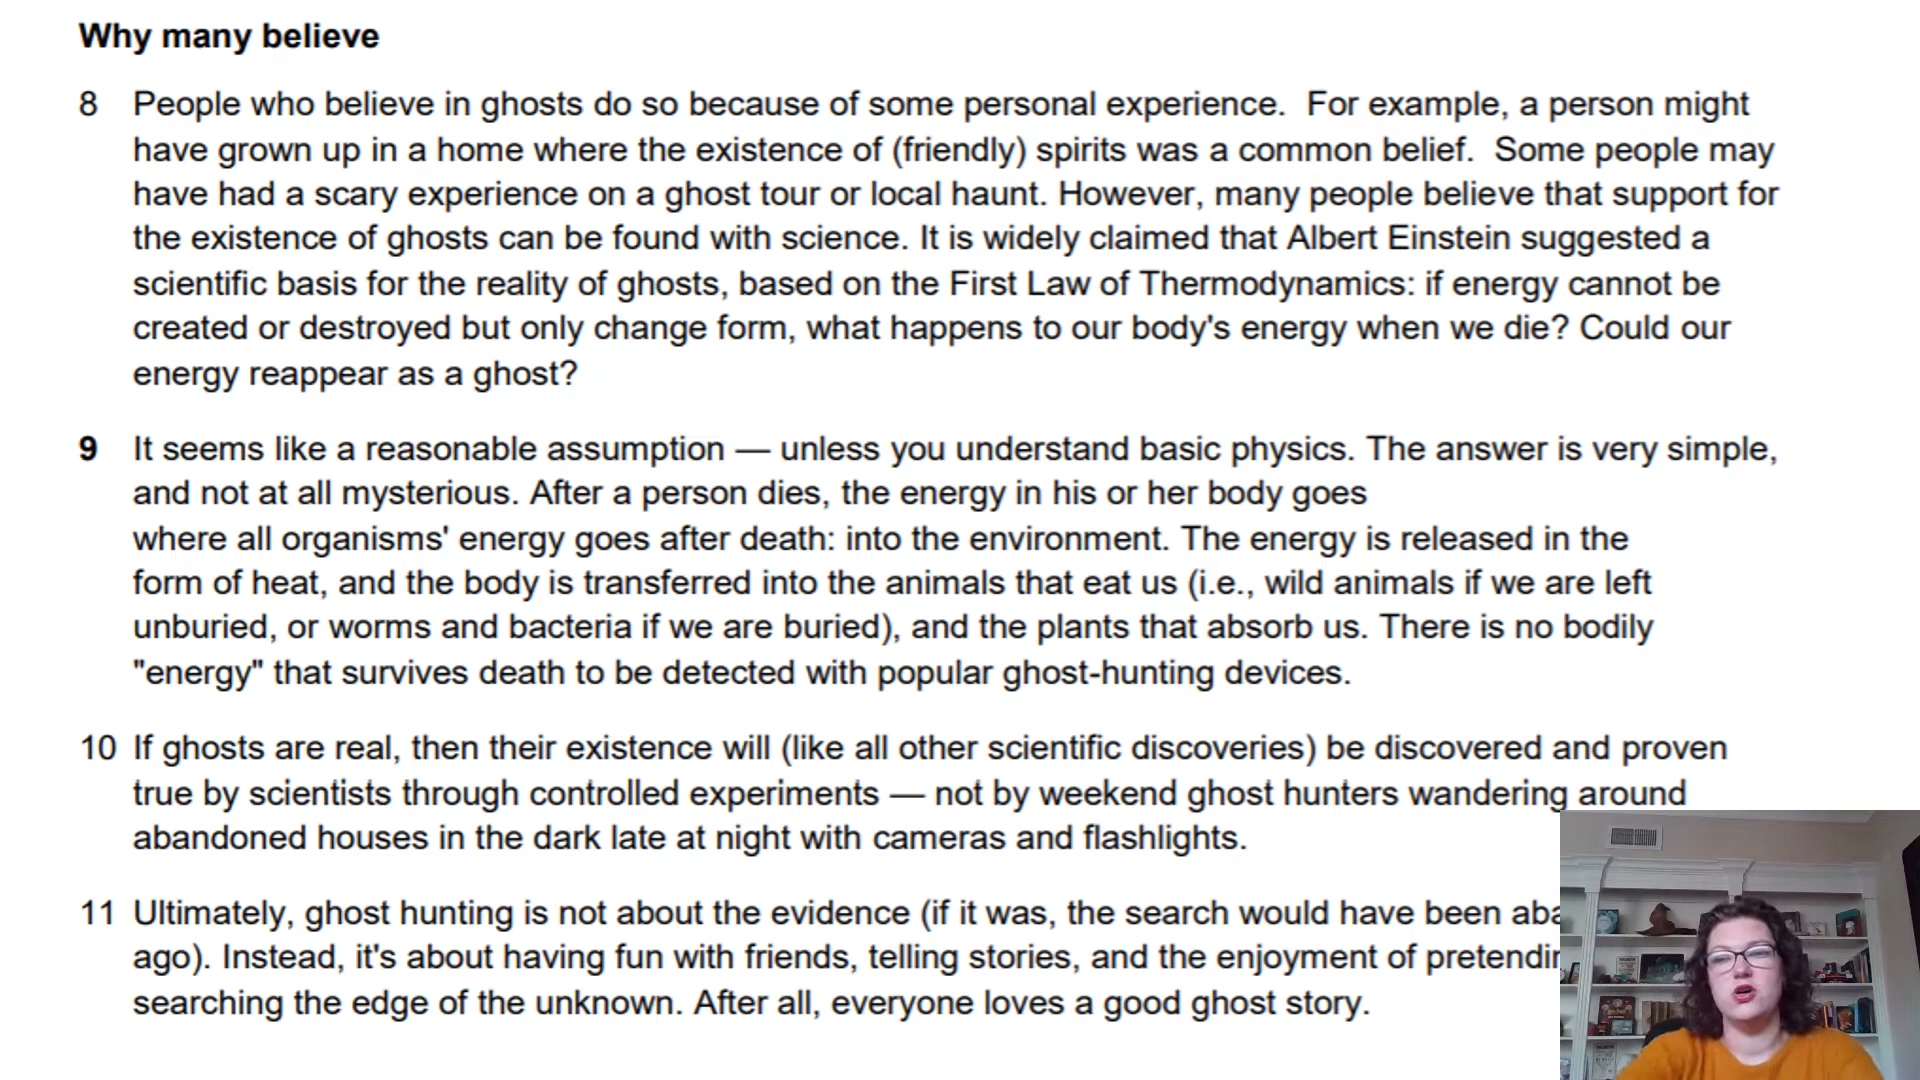 Why many believe
8 People who believe in ghosts do so because of some personal experience.  For example, a person might
have grown up in a home where the existence of (friendly) spirits was a common belief.  Some people may
have had a scary experience on a ghost tour or local haunt. However, many people believe that support for
the existence of ghosts can be found with science. It is widely claimed that Albert Einstein suggested a
scientific basis for the reality of ghosts, based on the First Law of Thermodynamics: if energy cannot be
created or destroyed but only change form, what happens to our body's energy when we die? Could our
energy reappear as a ghost?
9 It seems like a reasonable assumption — unless you understand basic physics. The answer is very simple,
and not at all mysterious. After a person dies, the energy in his or her body goes
where all organisms' energy goes after death: into the environment. The energy is released in the
form of heat, and the body is transferred into the animals that eat us (i.e., wild animals if we are left
unburied, or worms and bacteria if we are buried), and the plants that absorb us. There is no bodily
"energy" that survives death to be detected with popular ghost-hunting devices.
10 If ghosts are real, then their existence will (like all other scientific discoveries) be discovered and proven
true by scientists through controlled experiments — not by weekend ghost hunters wandering around
abandoned houses in the dark late at night with cameras and flashlights.
11 Ultimately, ghost hunting is not about the evidence (if it was, the search would have been
ago). Instead, it's about having fun with friends, telling stories, and the enjoyment of
searching the edge of the unknown. After all, everyone loves a good ghost story.